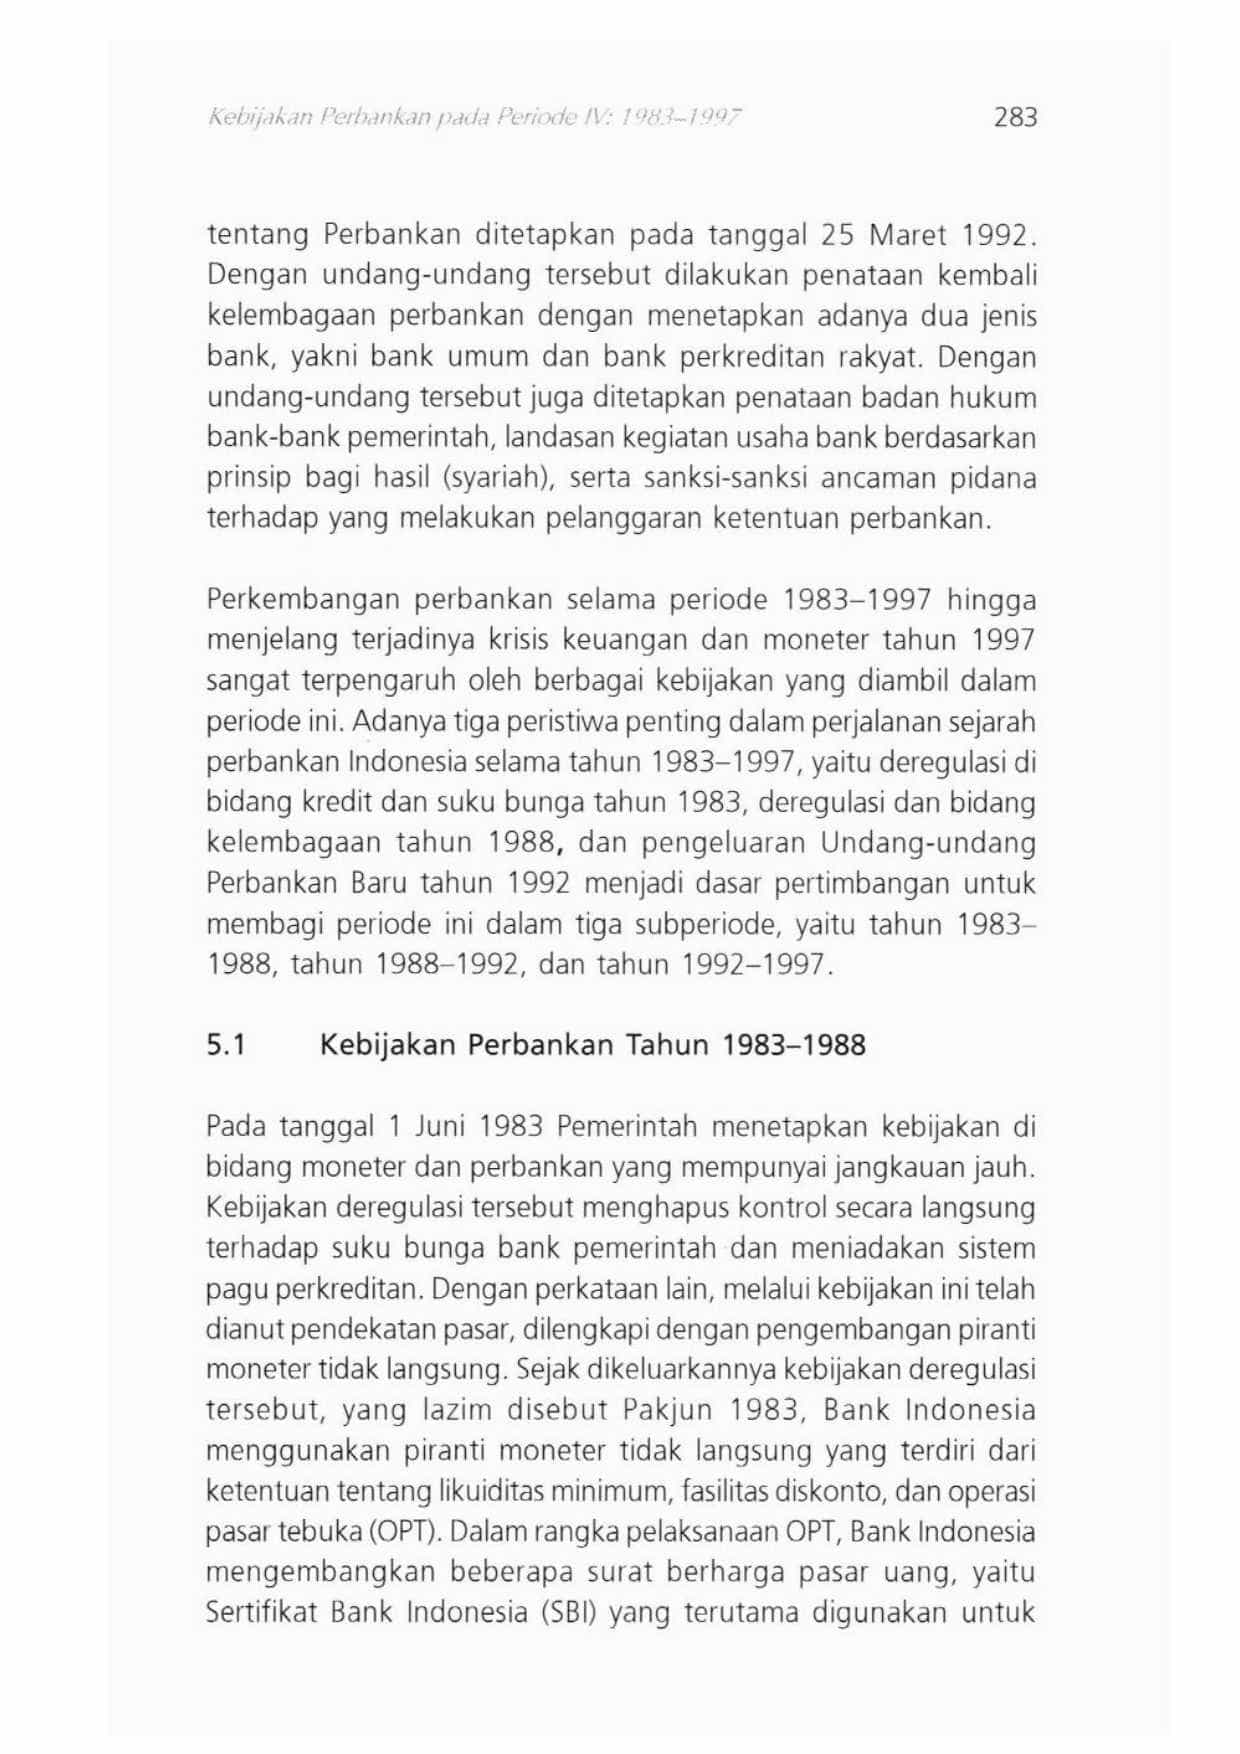 Kebijakan Perbankan pada Periode IV: 1983–1997 283
tentang Perbankan ditetapkan pada tanggal 25 Maret 1992.
Dengan undang-undang tersebut dilakukan penataan kembali
kelembagaan perbankan dengan menetapkan adanya dua jenis
bank, yakni bank umum dan bank perkreditan rakyat. Dengan
undang-undang tersebut juga ditetapkan penataan badan hukum
bank-bank pemerintah, landasan kegiatan usaha bank berdasarkan
prinsip bagi hasil (syariah), serta sanksi-sanksi ancaman pidana
terhadap yang melakukan pelanggaran ketentuan perbankan.
Perkembangan perbankan selama periode 1983–1997 hingga
menjelang terjadinya krisis keuangan dan moneter tahun 1997
sangat terpengaruh oleh berbagai kebijakan yang diambil dalam
periode ini. Adanya tiga peristiwa penting dalam perjalanan sejarah
perbankan Indonesia selama tahun 1983–1997, yaitu deregulasi di
bidang kredit dan suku bunga tahun 1983, deregulasi dan bidang
kelembagaan tahun 1988, dan pengeluaran Undang-undang
Perbankan Baru tahun 1992 menjadi dasar pertimbangan untuk
membagi periode ini dalam tiga subperiode, yaitu tahun 1983–
1988, tahun 1988–1992, dan tahun 1992–1997.
5.1 Kebijakan Perbankan Tahun 1983–1988
Pada tanggal 1 Juni 1983 Pemerintah menetapkan kebijakan di
bidang moneter dan perbankan yang mempunyai jangkauan jauh.
Kebijakan deregulasi tersebut menghapus kontrol secara langsung
terhadap suku bunga bank pemerintah dan meniadakan sistem
pagu perkreditan. Dengan perkataan lain, melalui kebijakan ini telah
dianut pendekatan pasar, dilengkapi dengan pengembangan piranti
moneter tidak langsung. Sejak dikeluarkannya kebijakan deregulasi
tersebut, yang lazim disebut Pakjun 1983, Bank Indonesia
menggunakan piranti moneter tidak langsung yang terdiri dari
ketentuan tentang likuiditas minimum, fasilitas diskonto, dan operasi
pasar tebuka (OPT). Dalam rangka pelaksanaan OPT, Bank Indonesia
mengembangkan beberapa surat berharga pasar uang, yaitu
Sertifikat Bank Indonesia (SBI) yang terutama digunakan untuk